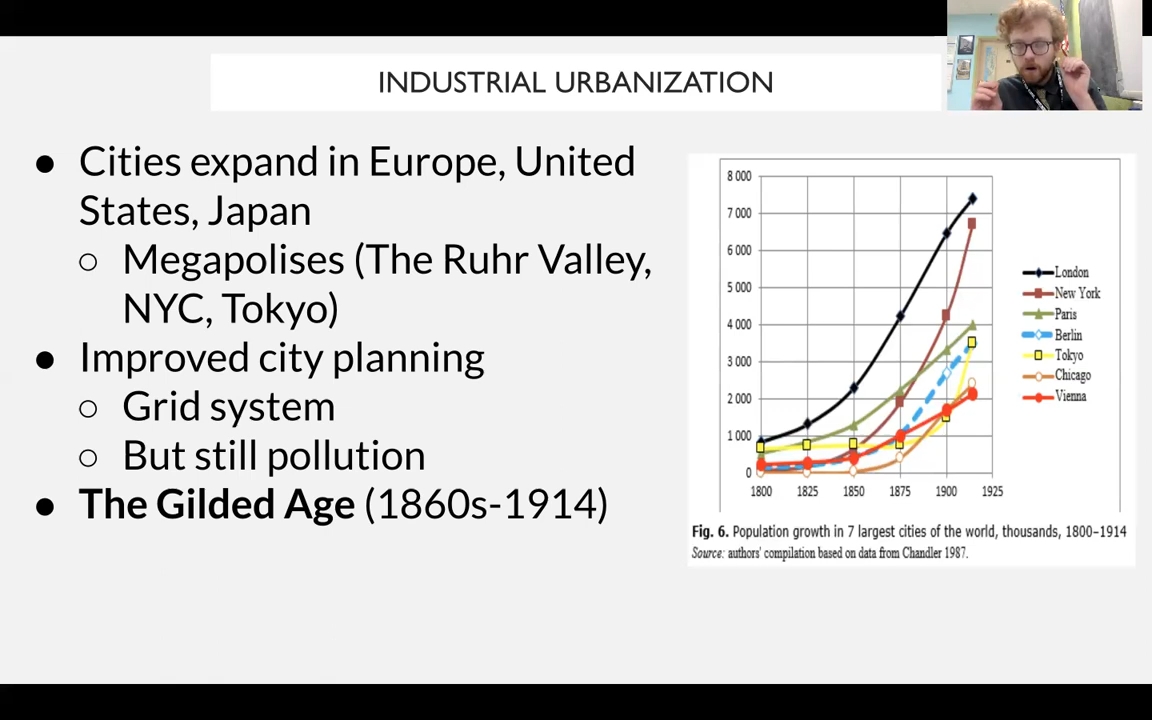 INDUSTRIAL URBANIZATION
● Cities expand in Europe, United
States, Japan
○ Megapolises (The Ruhr Valley,
NYC, Tokyo)
● Improved city planning
○ Grid system
○ But still pollution
● The Gilded Age (1860s-1914)
8 000
7 000
6 000
5 000
4 000
3 000
2 000
1 000
0
1800 1825 1850 1875 1900 1925
London
New York
Paris
Berlin
Tokyo
Chicago
Vienna
Fig. 6. Population growth in 7 largest cities of the world, thousands, 1800–1914
Source: authors' compilation based on data from Chandler 1987.